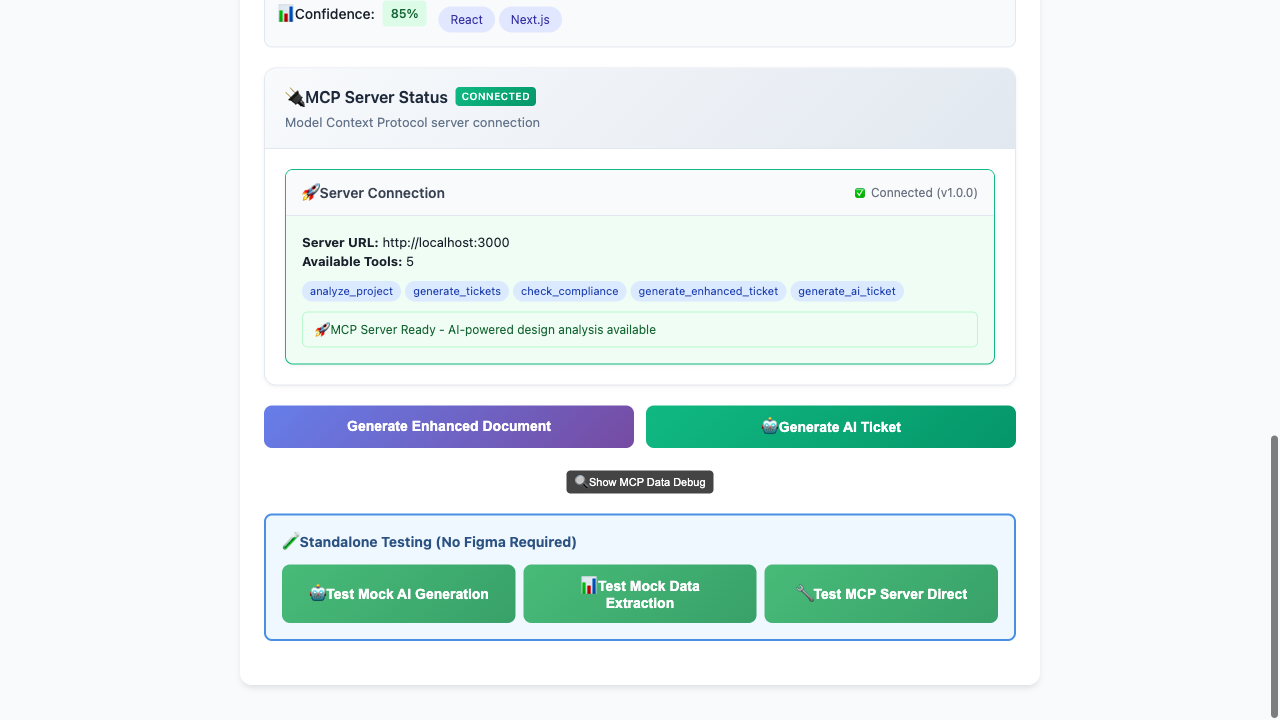 📊Confidence: 85% React Next.js
🔌MCP Server Status CONNECTED
Model Context Protocol server connection
🚀Server Connection ✅ Connected (v1.0.0)
Server URL: http://localhost:3000
Available Tools: 5
analyze_project generate_tickets check_compliance generate_enhanced_ticket generate_ai_ticket
🚀MCP Server Ready - AI-powered design analysis available
Generate Enhanced Document 🤖Generate AI Ticket
🔍Show MCP Data Debug
🧪Standalone Testing (No Figma Required)
🤖Test Mock AI Generation
📊Test Mock Data
Extraction
🔧Test MCP Server Direct